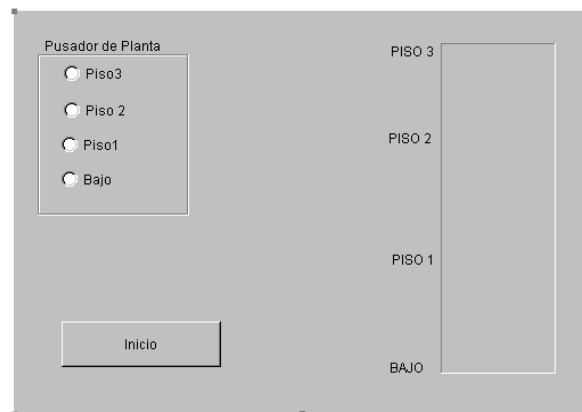 Pusador de Planta
Piso3
Piso 2
Piso1
Bajo
Inicio
PISO 3
PISO 2
PISO 1
BAJO